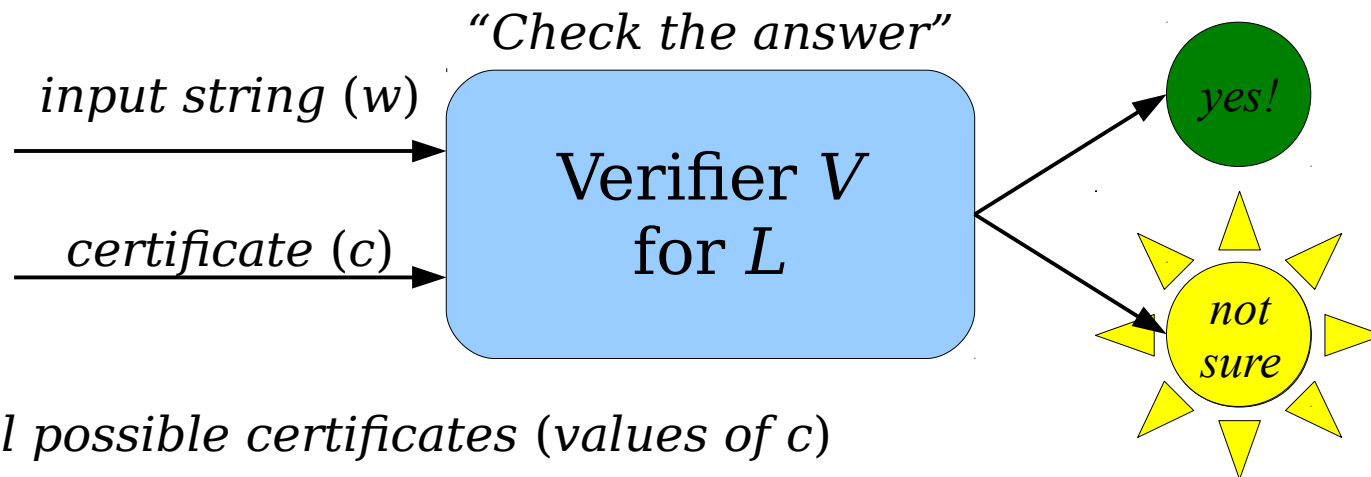 “Check the answer”
input string (w)
certificate (c)
Verifier V
for L
yes!
not
sure
possible certificates (values of c)